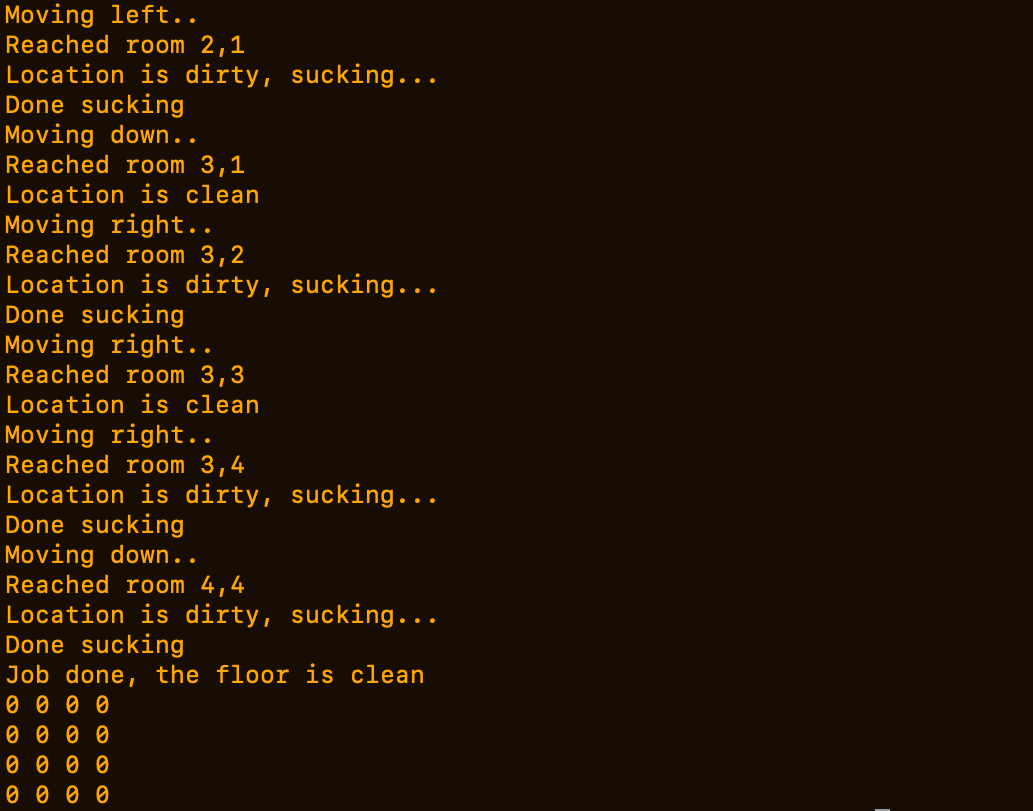 Moving left..
Reached room 2,1
Location is dirty, sucking...
Done sucking
Moving down..
Reached room 3,1
Location is clean
Moving right..
Reached room 3,2
Location is dirty, sucking...
Done sucking
Moving right..
Reached room 3,3
Location is clean
Moving right..
Reached room 3,4
Location is dirty, sucking...
Done sucking
Moving down..
Reached room 4,4
Location is dirty, sucking...
Done sucking
Job done, the floor is clean
0 0 0 0
0 0 0 0
0 0 0 0
0 0 0 0